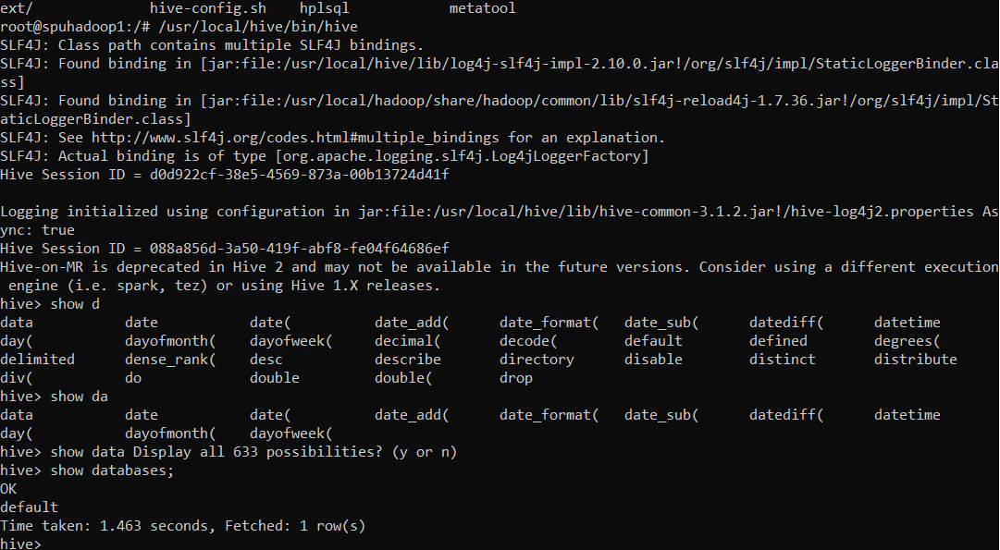 ext/ hive-config.sh hplsql metatool
root@spuhadoop1:/# /usr/local/hive/bin/hive
SLF4J: Class path contains multiple SLF4J bindings.
SLF4J: Found binding in [jar:file:/usr/local/hive/lib/log4j-slf4j-impl-2.10.0.jar!/org/slf4j/impl/StaticLoggerBinder.cla
ss]
SLF4J: Found binding in [jar:file:/usr/local/hadoop/share/hadoop/common/lib/slf4j-reload4j-1.7.36.jar!/org/slf4j/impl/St
aticLoggerBinder.class]
SLF4J: See http://www.slf4j.org/codes.html#multiple_bindings for an explanation.
SLF4J: Actual binding is of type [org.apache.logging.slf4j.Log4jLoggerFactory]
Hive Session ID = d0d922cf-38e5-4569-873a-00b13724d41f
Logging initialized using configuration in jar:file:/usr/local/hive/lib/hive-common-3.1.2.jar!/hive-log4j2.properties As
ync: true
Hive Session ID = 088a856d-3a50-419f-abf8-fe04f64686ef
Hive-on-MR is deprecated in Hive 2 and may not be available in the future versions. Consider using a different execution
 engine (i.e. spark, tez) or using Hive 1.X releases.
hive> show d
data date date( date_add( date_format( date_sub( datediff( datetime
day( dayofmonth( dayofweek( decimal( decode( default defined degrees(
delimited dense_rank( desc describe directory disable distinct distribute
div( do double double( drop
hive> show da
data date date( date_add( date_format( date_sub( datediff( datetime
day( dayofmonth( dayofweek(
hive> show data Display all 633 possibilities? (y or n)
hive> show databases;
OK
default
Time taken: 1.463 seconds, Fetched: 1 row(s)
hive>